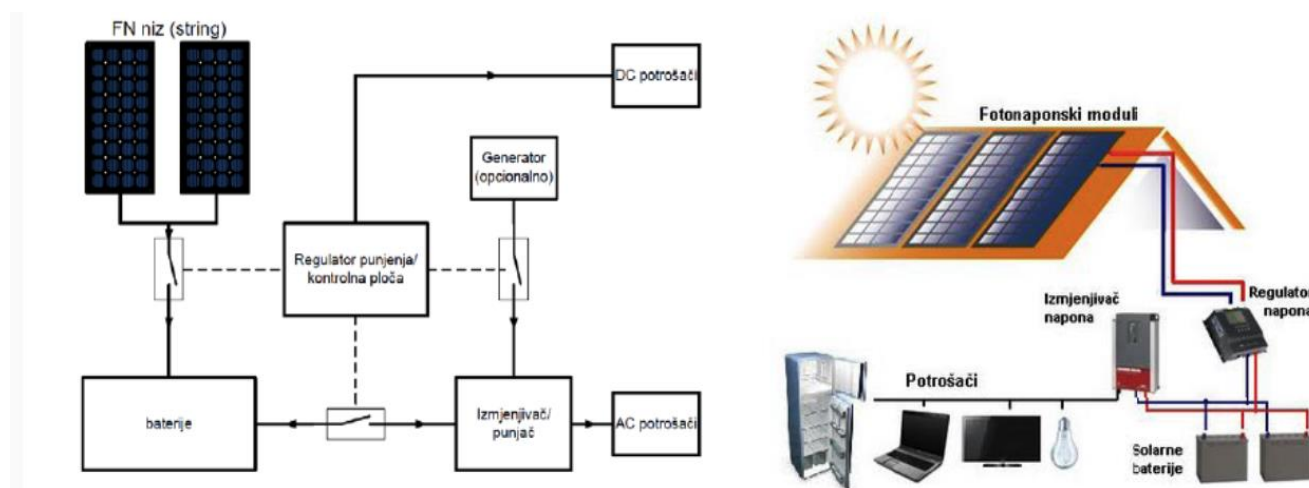 FN niz (string)
DC potrošači
Generator
(opcionalno)
Regulator punjenja/
kontrolna ploča
baterije
Izmjenjivač/
punjač
AC potrošači
Fotonaponski moduli
Izmjenjivač
napona
Regulator
napona
Potrošači
Solarne
baterije